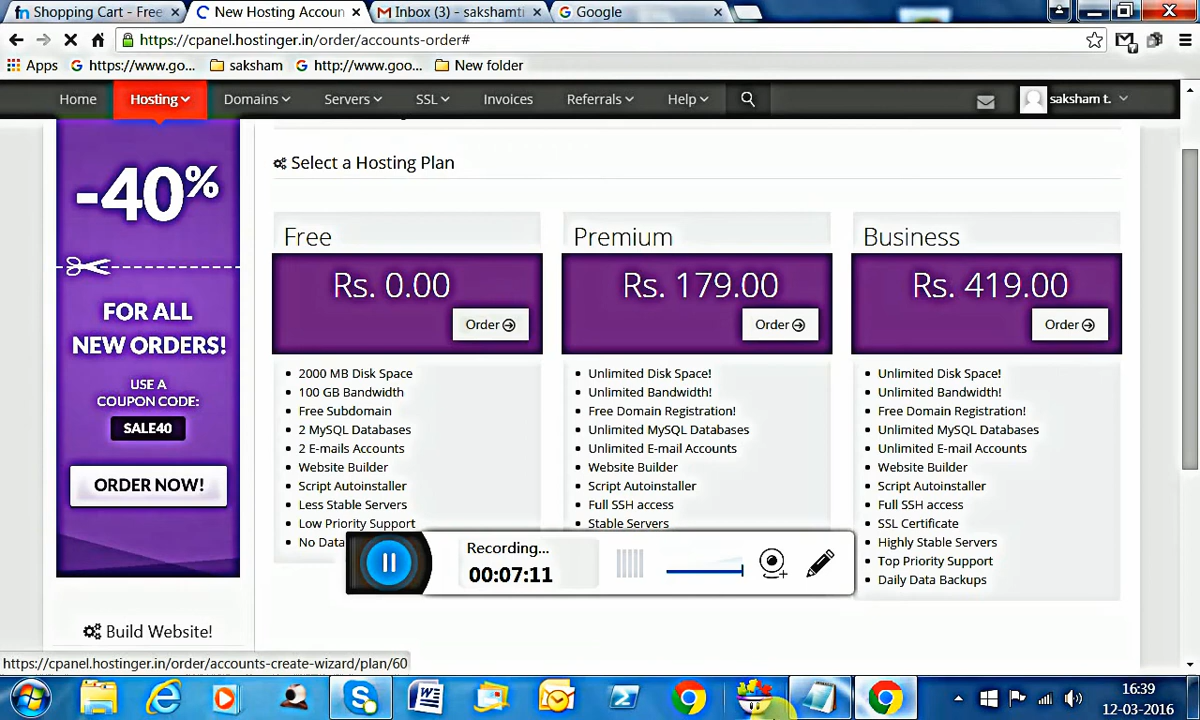 Shopping Cart - Free
New Hosting Accoun
Inbox (3) - sakshamti
Google
https://cpanel.hostinger.in/order/accounts-order#
Apps
https://www.go...
saksham
http://www.goo...
New folder
Home
Hosting
Domains
Servers
SSL
Invoices
Referrals
Help
saksham t.
-40%
FOR ALL
NEW ORDERS!
USE A
COUPON CODE:
SALE40
ORDER NOW!
Build Website!
Select a Hosting Plan
Free
Rs. 0.00
Order
2000 MB Disk Space
100 GB Bandwidth
Free Subdomain
2 MySQL Databases
2 E-mails Accounts
Website Builder
Script Autoinstaller
Less Stable Servers
Low Priority Support
No Data
Premium
Rs. 179.00
Order
Unlimited Disk Space!
Unlimited Bandwidth!
Free Domain Registration!
Unlimited MySQL Databases
Unlimited E-mail Accounts
Website Builder
Script Autoinstaller
Full SSH access
Stable Servers
Business
Rs. 419.00
Order
Unlimited Disk Space!
Unlimited Bandwidth!
Free Domain Registration!
Unlimited MySQL Databases
Unlimited E-mail Accounts
Website Builder
Script Autoinstaller
Full SSH access
SSL Certificate
Highly Stable Servers
Top Priority Support
Daily Data Backups
Recording...
00:07:11
https://cpanel.hostinger.in/order/accounts-create-wizard/plan/60
16:39
12-03-2016